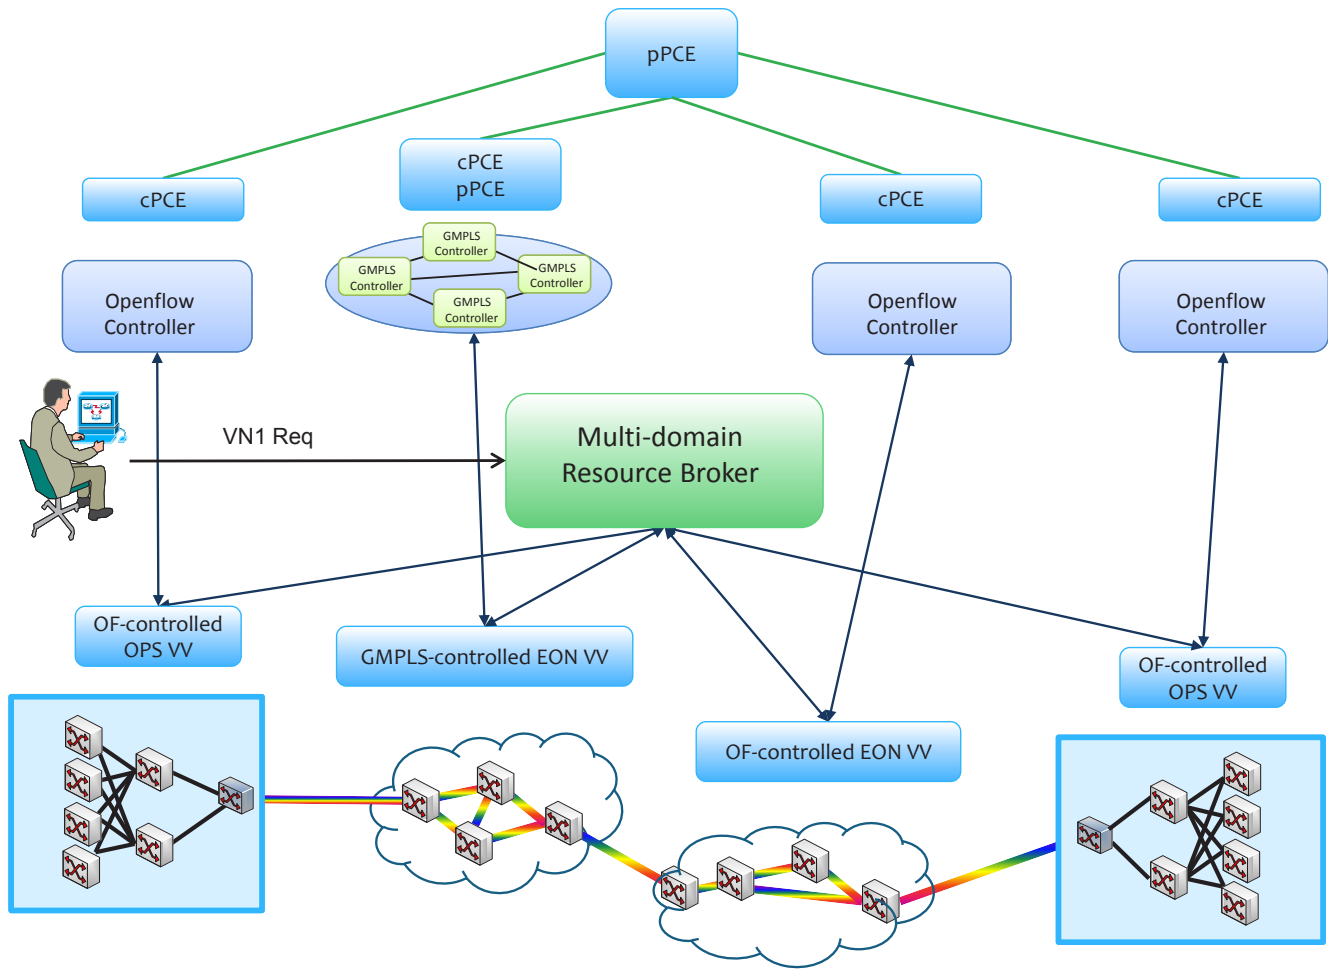 pPCE
cPCE
cPCE
pPCE
cPCE
cPCE
GMPLS
Controller
GMPLS
Controller
GMPLS
Controller
GMPLS
Controller
Openflow
Controller
Openflow
Controller
Openflow
Controller
VN1 Req
Multi-domain
Resource Broker
OF-controlled
OPS VV
GMPLS-controlled EON VV
OF-controlled EON VV
OF-controlled
OPS VV